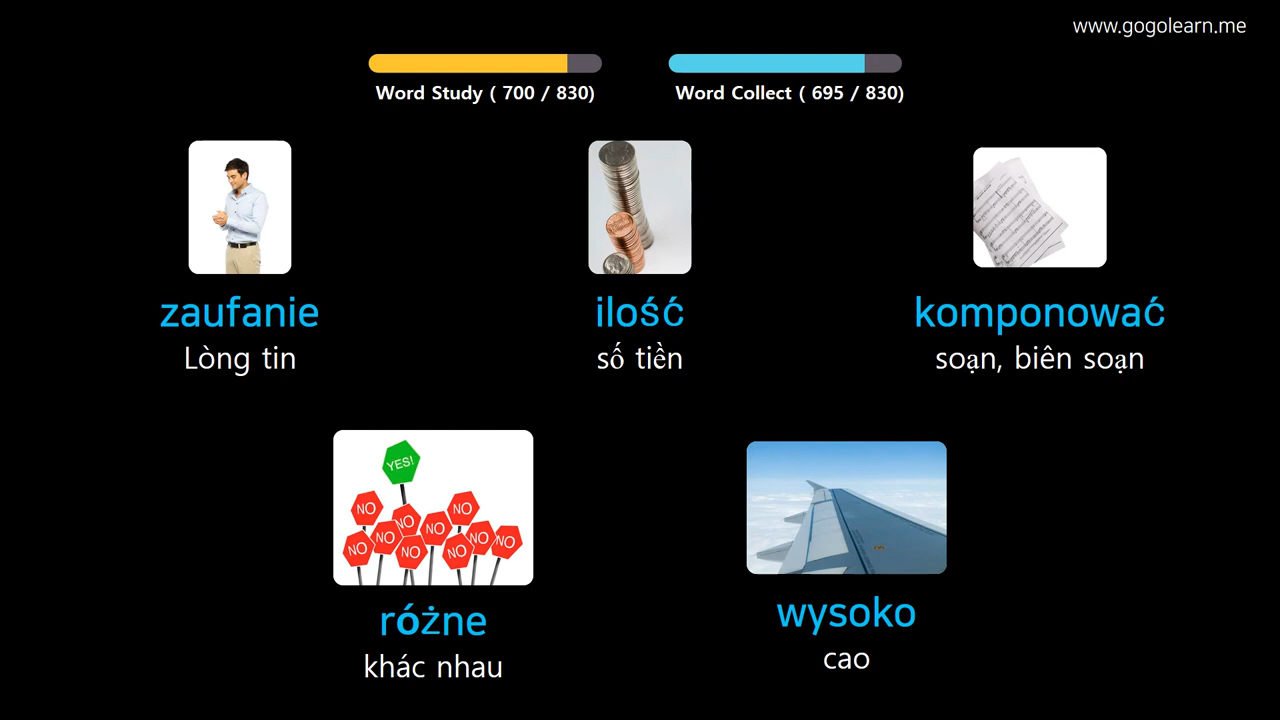 www.gogolearn.me
Word Study ( 700 / 830)
Word Collect ( 695 / 830)
zaufanie
Lòng tin
ilość
số tiền
komponować
soạn, biên soạn
YES!
NO
NO
NO
NO
NO
NO
NO
NO
NO
NO
różne
khác nhau
wysoko
cao